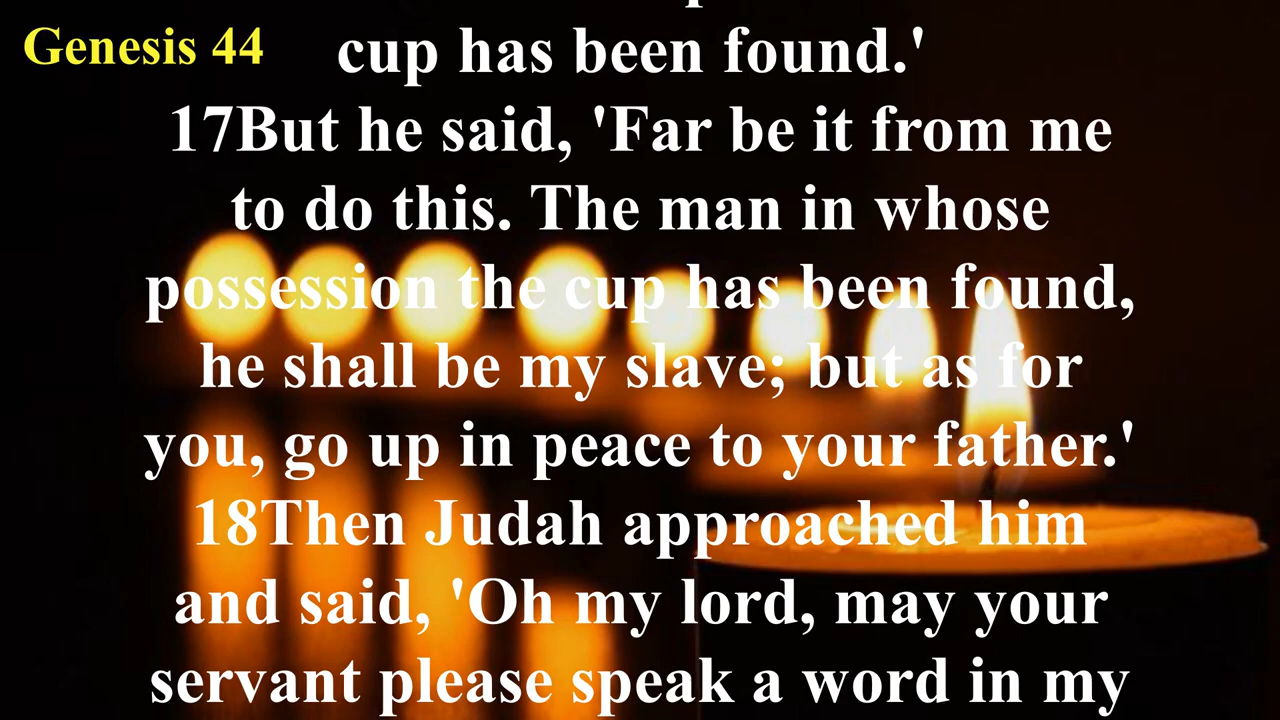 Genesis 44
cup has been found.'
17But he said, 'Far be it from me
to do this. The man in whose
possession the cup has been found,
he shall be my slave; but as for
you, go up in peace to your father.'
18Then Judah approached him
and said, 'Oh my lord, may your
servant please speak a word in my